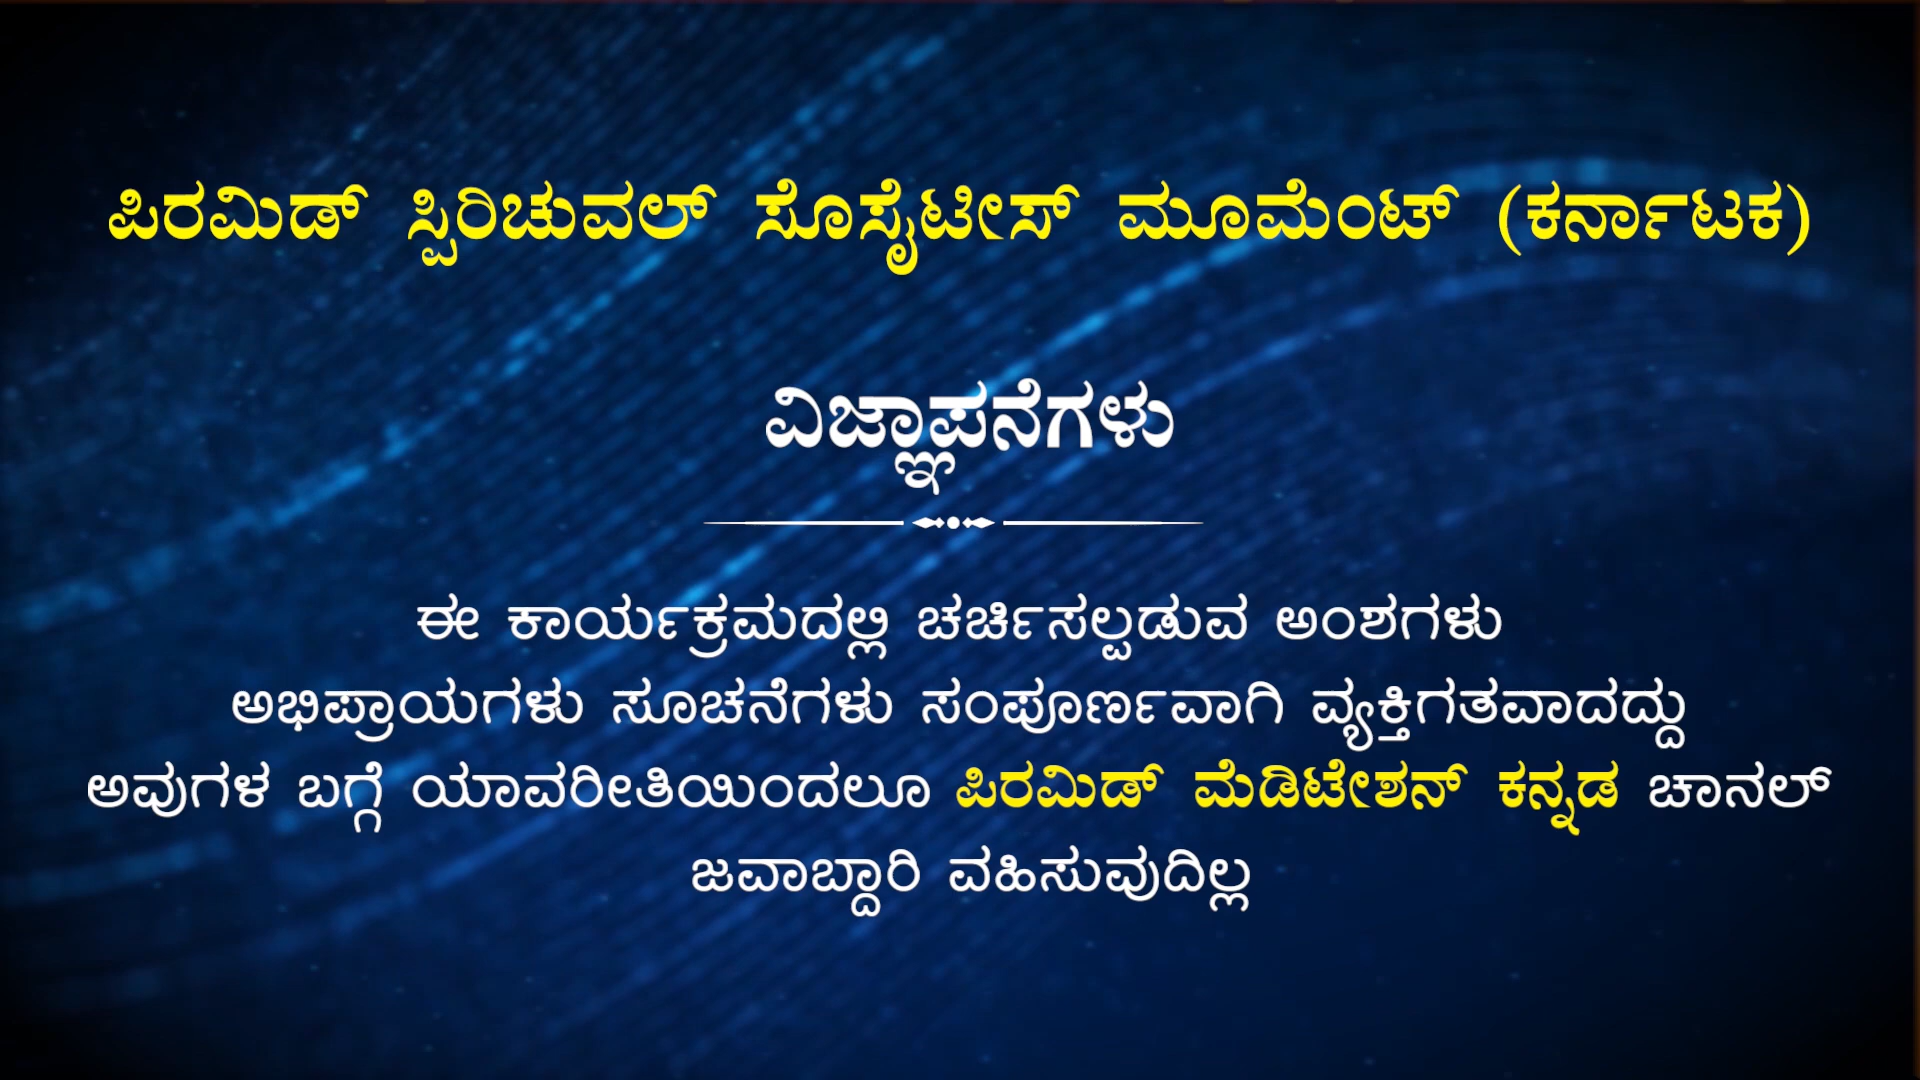 ಪಿರಮಿಡ್ ಸ್ಪಿರಿಚುವಲ್ ಸೊಸೈಟೀಸ್ ಮೂಮೆಂಟ್ (ಕರ್ನಾಟಕ)
ವಿಜ್ಞಾಪನೆಗಳು
ಈ ಕಾರ್ಯಕ್ರಮದಲ್ಲಿ ಚರ್ಚಿಸಲ್ಪಡುವ ಅಂಶಗಳು
ಅಭಿಪ್ರಾಯಗಳು ಸೂಚನೆಗಳು ಸಂಪೂರ್ಣವಾಗಿ ವ್ಯಕ್ತಿಗತವಾದದ್ದು
ಅವುಗಳ ಬಗ್ಗೆ ಯಾವರೀತಿಯಿಂದಲೂ ಪಿರಮಿಡ್ ಮೆಡಿಟೇಶನ್ ಕನ್ನಡ ಚಾನಲ್
ಜವಾಬ್ದಾರಿ ವಹಿಸುವುದಿಲ್ಲ